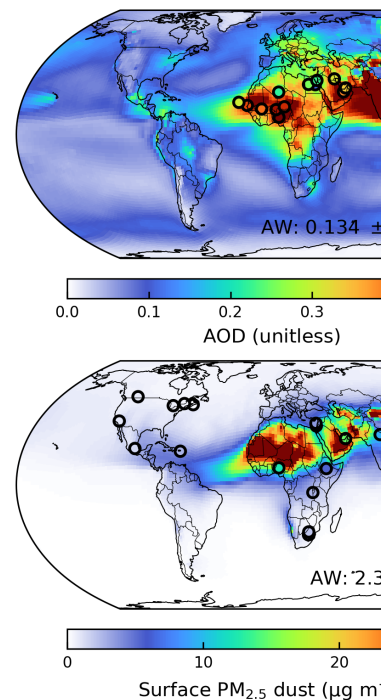 AW: 0.134 ±
0.0 0.1 0.2 0.3
AOD (unitless)
AW: 2.3
0 10 20
Surface PM₂.₅ dust (μg m